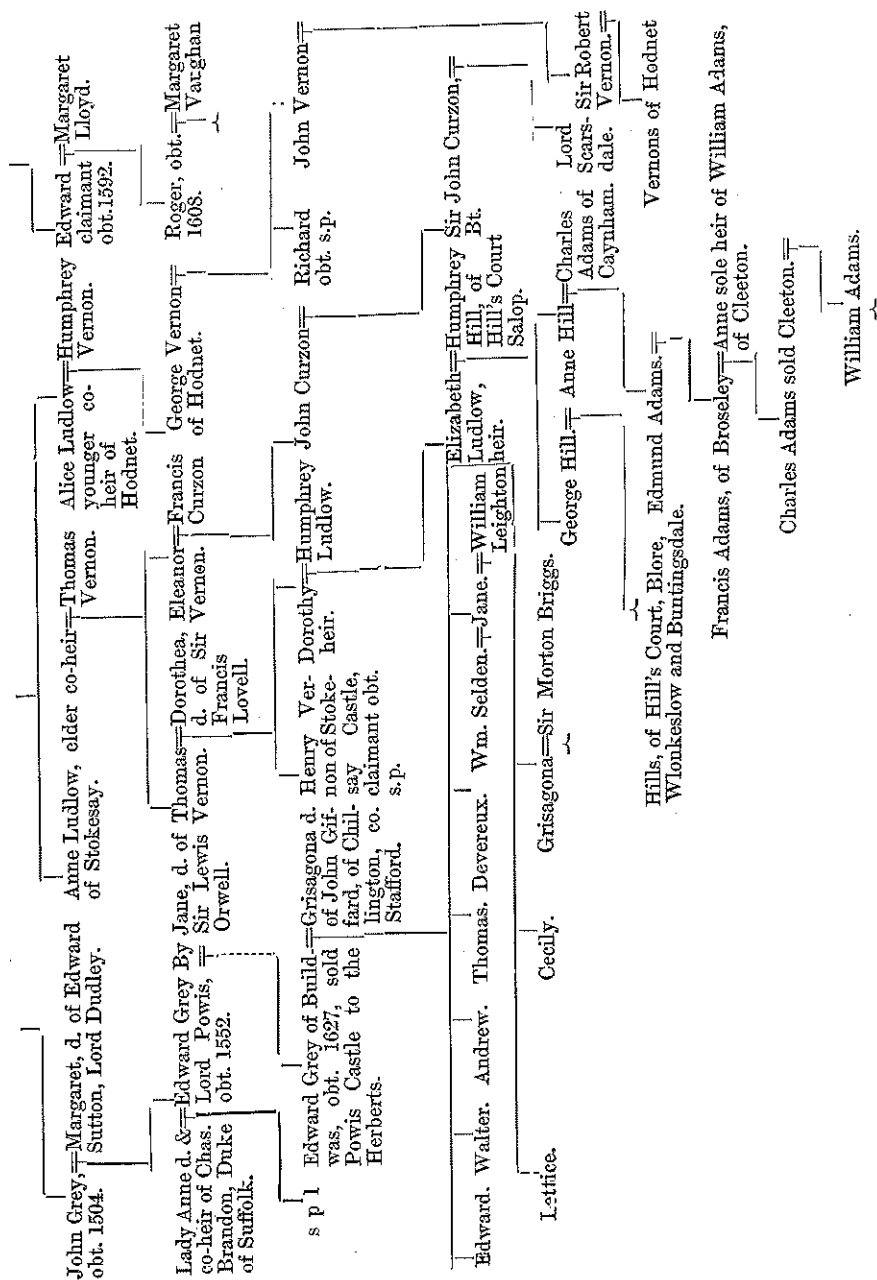 John Grey,=Margaret, d. of Edward
obt. 1504. Sutton, Lord Dudley.
Anne Ludlow, older co-heir=Thomas
of Stokesay. Vernon.
Alice Ludlow=Humphrey
younger co- Vernon.
heir of
Hodnet.
Edward =Margaret
claimant Lloyd.
obt.1592.
Lady Anne d. &=Edward Grey By Jane, d. of
co-heir of Chas. Lord Powis, = Sir Lewis
Brandon, Duke obt. 1552. Orwell.
of Suffolk.
Thomas=Dorothea,
Vernon. d. of Sir
Francis
Lovell.
Eleanor=Francis
Vernon. Curzon
George Vernon=
of Hodnet.
Roger, obt.=Margaret
1608. Vaughan
s p l
Edward Grey of Build-=Grisagona d.
was, obt. 1627, sold of John Gif-
Powis Castle to the fard, of Chil-
Herberts. lington, co.
Stafford.
Henry Ver-
non of Stoke-
say Castle,
claimant obt.
s.p.
Dorothy=Humphrey
heir. Ludlow.
John Curzon=
Richard
obt. s.p.
John Vernon=
Edward. Walter. Andrew. Thomas. Devereux. Wm. Selden.=Jane.=William
Leighton
Elizabeth=Humphrey
Ludlow, Hill, of
heir. Hill's Court
Salop.
Sir John Curzon,=
Bt.
Lettice. Cecily. Grisagona=Sir Morton Briggs.
George Hill.= Anne Hill=Charles
Adams of
Caynham.
Lord
Scars-
dale.
Sir Robert
Vernon.=
Hills, of Hill's Court, Blore,
Wlonkeslow and Buntingsdale.
Edmund Adams.=
Vernons of Hodnet
Francis Adams, of Broseley=Anne sole heir of William Adams,
of Cleeton.
Charles Adams sold Cleeton.=
William Adams.